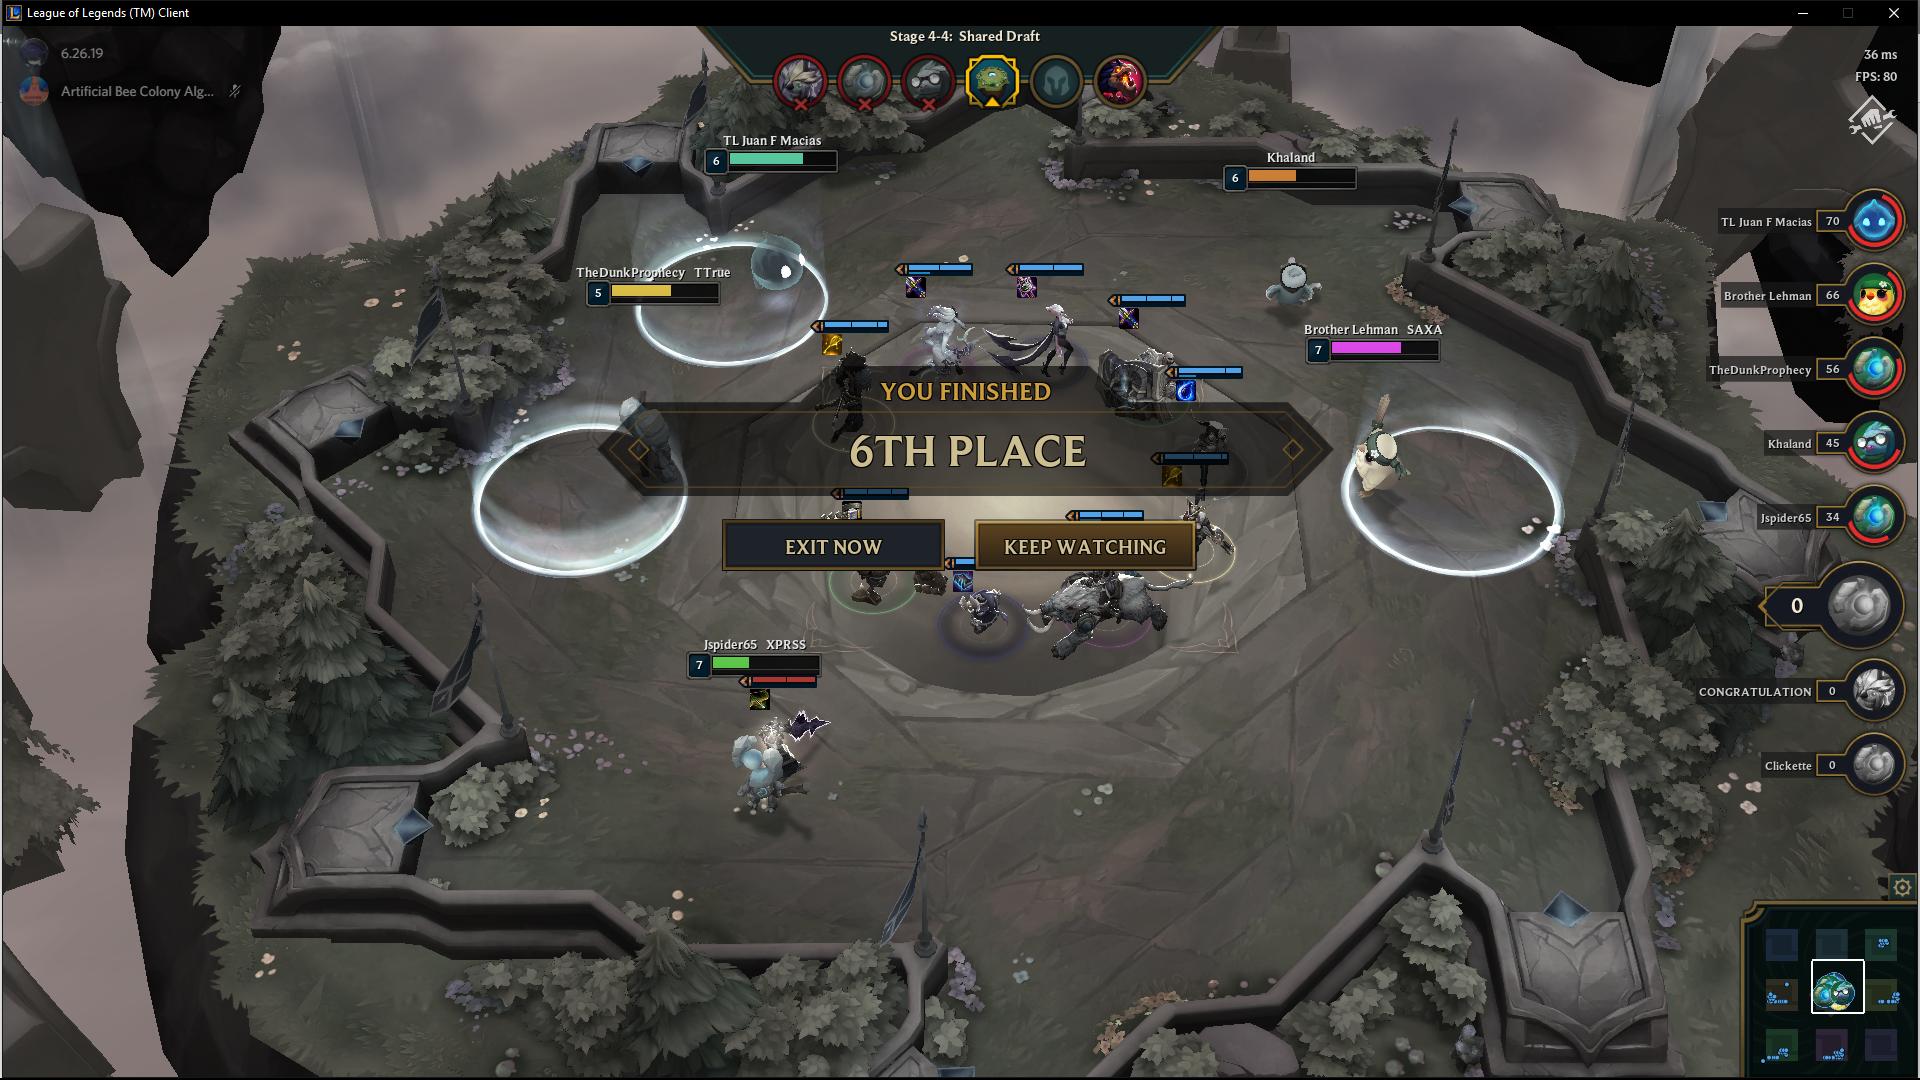 League of Legends (TM) Client
6.26.19
Artificial Bee Colony Alg...
Stage 4-4: Shared Draft
36 ms
FPS: 80
TL Juan F Macias
6
Khaland
6
TheDunkProphecy TTrue
5
Brother Lehman SAXA
7
YOU FINISHED
6TH PLACE
EXIT NOW
KEEP WATCHING
Jspider65 XPRSS
7
TL Juan F Macias 70
Brother Lehman 66
TheDunkProphecy 56
Khaland 45
Jspider65 34
0
CONGRATULATION 0
Clickette 0